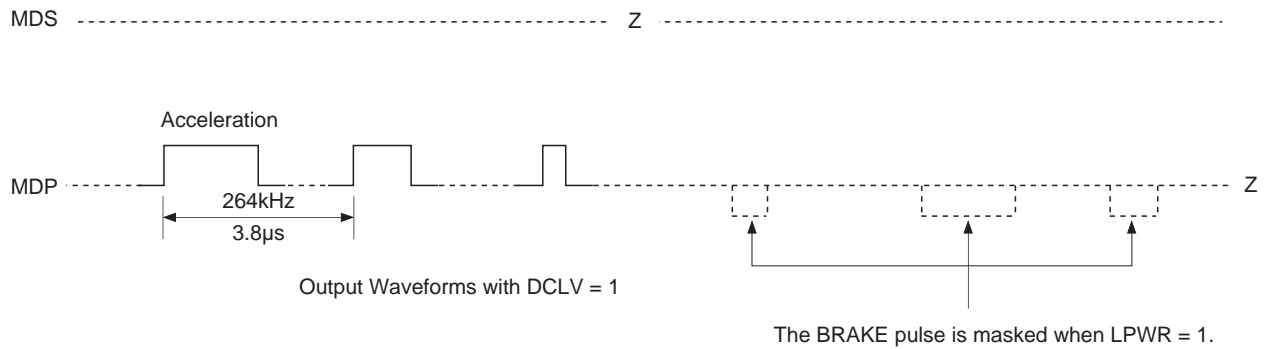 MDS
Z
Acceleration
MDP
Z
264kHz
3.8µs
Output Waveforms with DCLV = 1
The BRAKE pulse is masked when LPWR = 1.